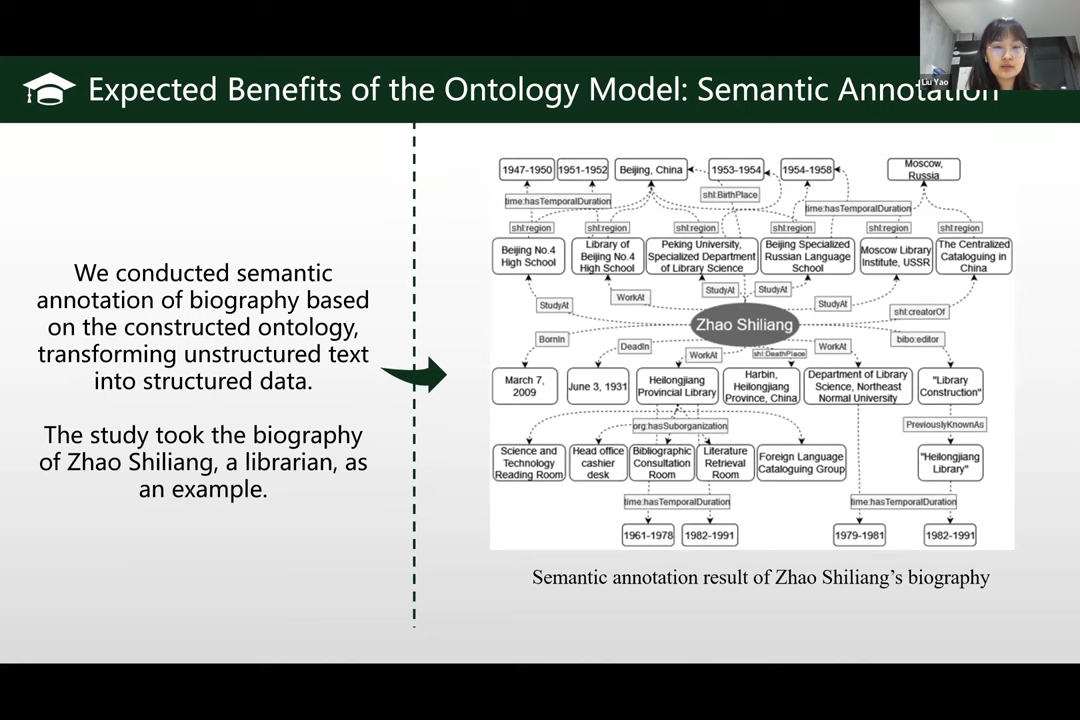 Liu Yao
Expected Benefits of the Ontology Model: Semantic Annotation
We conducted semantic
annotation of biography based
on the constructed ontology,
transforming unstructured text
into structured data.
The study took the biography
of Zhao Shiliang, a librarian, as
an example.
1947-1950
1951-1952
Beijing, China
1953-1954
1954-1958
Moscow,
Russia
time:hasTemporalDuration
shl:BirthPlace
time:hasTemporalDuration
shl:region
shl:region
shl:region
shl:region
shl:region
shl:region
Beijing No.4
High School
Library of
Beijing No.4
High School
Peking University,
Specialized Department
of Library Science
Beijing Specialized
Russian Language
School
Moscow Library
Institute, USSR
The Centralized
Cataloguing in
China
StudyAt
WorkAt
StudyAt
StudyAt
StudyAt
shl:creatorOf
Zhao Shiliang
BornIn
DeadIn
WorkAt
shl:DeathPlace
WorkAt
bibo:editor
March 7,
2009
June 3, 1931
Heilongjiang
Provincial Library
Harbin,
Heilongjiang
Province, China
Department of Library
Science, Northeast
Normal University
"Library
Construction"
org:hasSuborganization
PreviouslyKnownAs
Science and
Technology
Reading Room
Head office
cashier
desk
Bibliographic
Consultation
Room
Literature
Retrieval
Room
Foreign Language
Cataloguing Group
"Heilongjiang
Library"
time:hasTemporalDuration
time:hasTemporalDuration
1961-1978
1982-1991
1979-1981
1982-1991
Semantic annotation result of Zhao Shiliang's biography